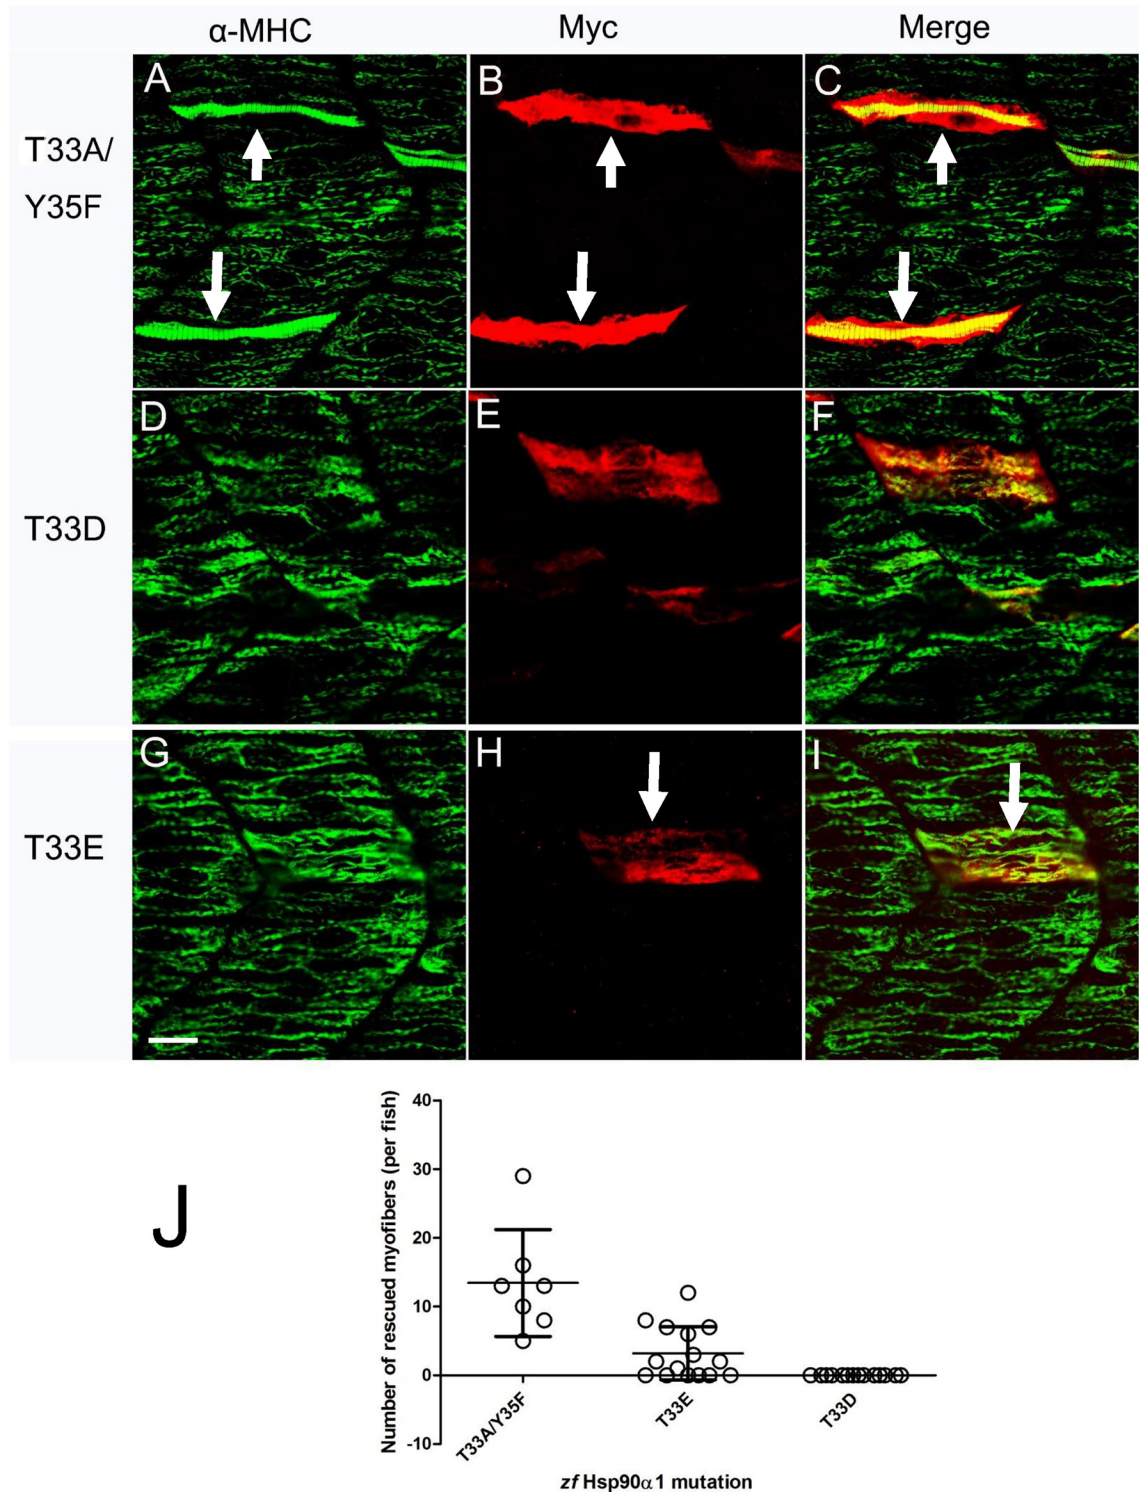 α-MHC Myc Merge
A B C
T33A/
Y35F
D E F
T33D
G H I
T33E
J
Number of rescued myofibers (per fish)
40
30
20
10
0
-10
T33A/Y35F T33E T33D
zf Hsp90α1 mutation